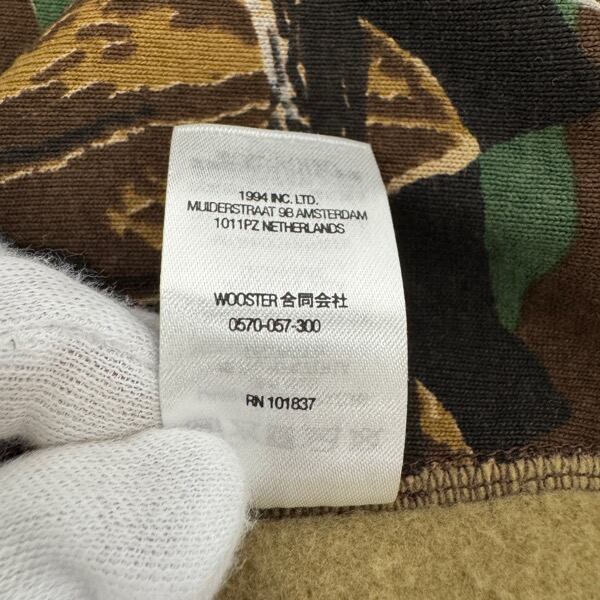 1994 INC. LTD.
MUIDERSTRAAT 9B AMSTERDAM
1011PZ NETHERLANDS
WOOSTER 合同会社
0570-057-300
RN 101837